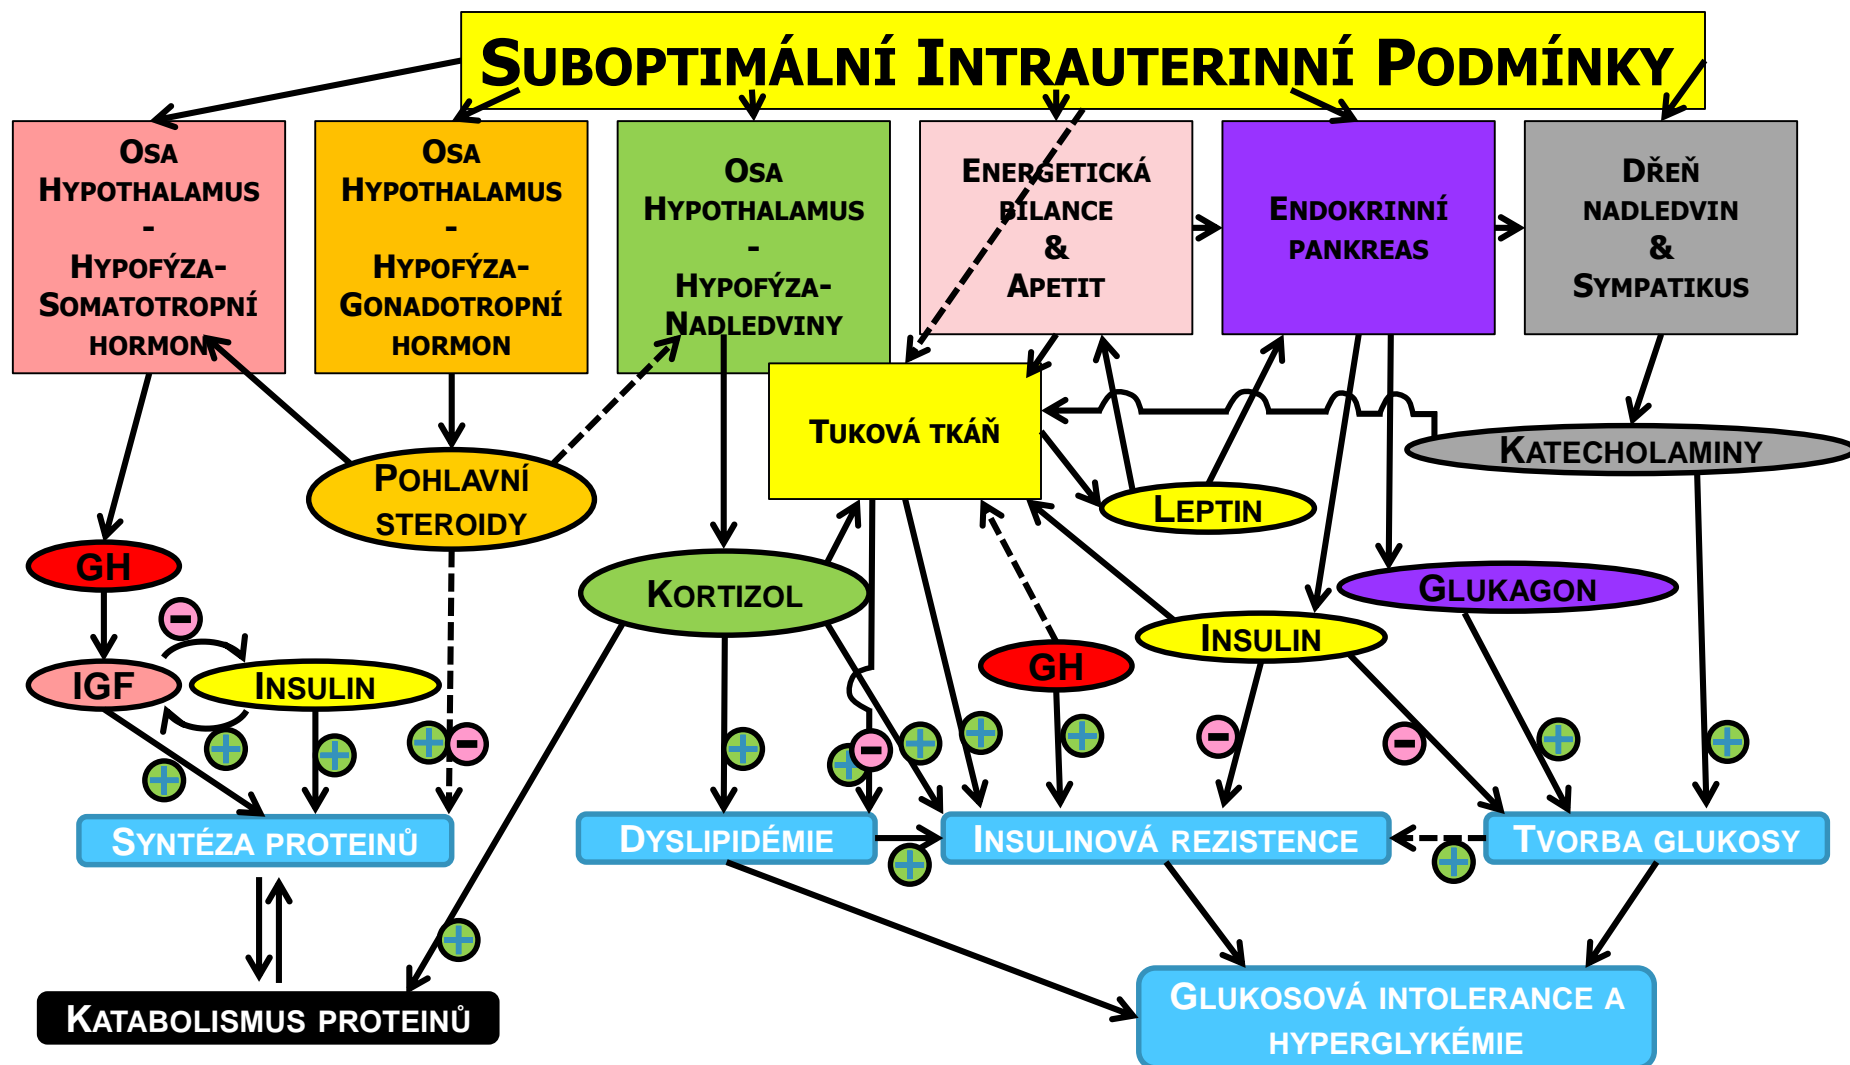 Suboptimální Intrauterinní Podmínky
Osa
Hypothalamus
-
Hypofýza-
Somatotropní
hormon
Osa
Hypothalamus
-
Hypofýza-
Gonadotropní
hormon
Osa
Hypothalamus
-
Hypofýza-
Nadledviny
Energetická
bilance
&
Apetit
Endokrinní
pankreas
Dřeň
nadledvin
&
Sympatikus
Tuková tkáň
Katecholaminy
Pohlavní
steroidy
Leptin
GH
Kortizol
Glukagon
Insulin
GH
IGF
Insulin
-
+
+
+
+
-
+
+
-
+
+
+
-
-
+
+
Syntéza proteinů
Dyslipidémie
Insulinová rezistence
Tvorba glukosy
+
+
+
Katabolismus proteinů
Glukosová intolerance a
hyperglykémie